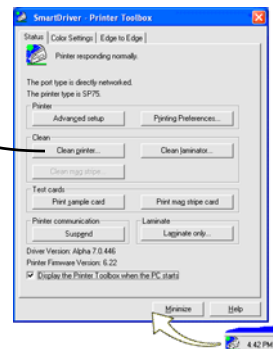 SmartDriver - Printer Toolbox
Status Color Settings Edge to Edge
Printer responding normally.
The port type is directly networked.
The printer type is SP75.
Printer
Advanced setup Printing Preferences...
Clean
Clean printer... Clean laminator...
Clean mag stripe...
Test cards
Print sample card Print mag stripe card
Printer communication Laminate
Suspend Laminate only...
Driver Version: Alpha 7.0.446
Printer Firmware Version: 6.22
Display the Printer Toolbox when the PC starts
Minimize Help
4:42 PM